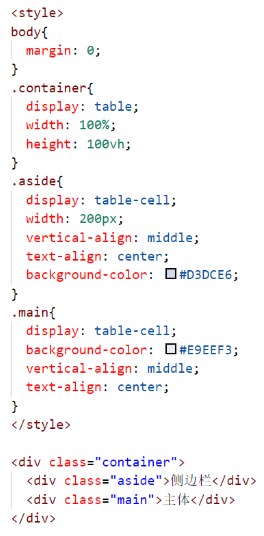 <style>
body{
  margin: 0;
}
.container{
  display: table;
  width: 100%;
  height: 100vh;
}
.aside{
  display: table-cell;
  width: 200px;
  vertical-align: middle;
  text-align: center;
  background-color: #D3DCE6;
}
.main{
  display: table-cell;
  background-color: #E9EEF3;
  vertical-align: middle;
  text-align: center;
}
</style>

<div class="container">
  <div class="aside">侧边栏</div>
  <div class="main">主体</div>
</div>